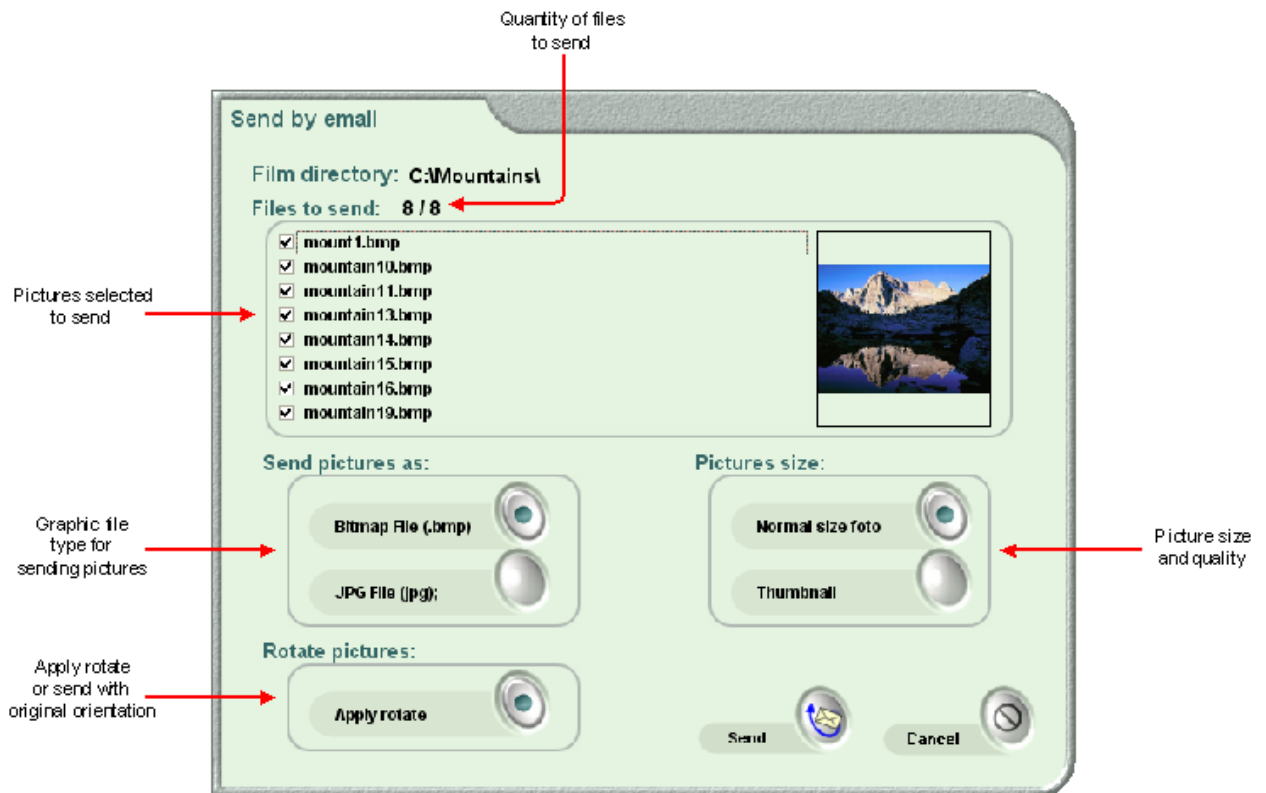 Quantity of files
to send
Send by email
Film directory: C:\Mountains\
Files to send: 8 / 8
mount1.bmp
mountain10.bmp
mountain11.bmp
mountain13.bmp
mountain14.bmp
mountain15.bmp
mountain16.bmp
mountain19.bmp
Pictures selected
to send
Send pictures as:
Bitmap File (.bmp)
JPG File (jpg);
Graphic file
type for
sending pictures
Pictures size:
Normal size foto
Thumbnail
Picture size
and quality
Rotate pictures:
Apply rotate
Apply rotate
or send with
original orientation
Send
Cancel